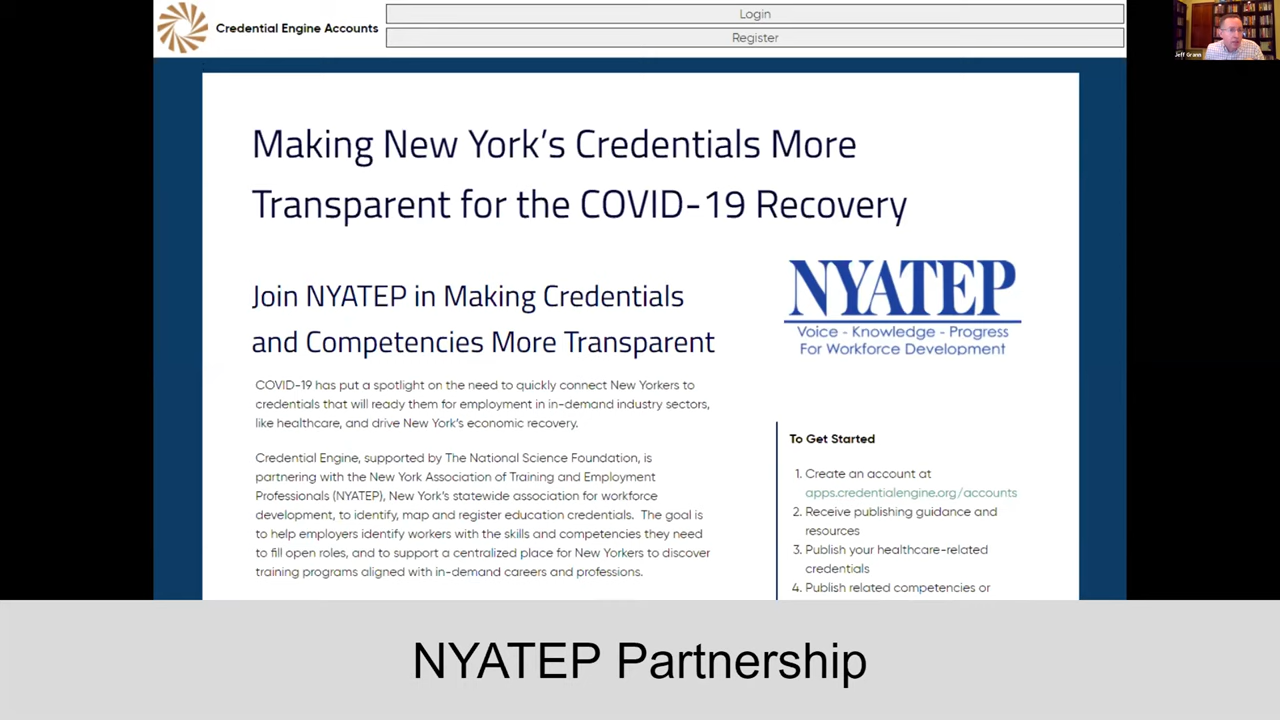 Credential Engine Accounts
Login
Register
Jeff Grann
Making New York's Credentials More
Transparent for the COVID-19 Recovery
Join NYATEP in Making Credentials
and Competencies More Transparent
NYATEP
Voice - Knowledge - Progress
For Workforce Development
COVID-19 has put a spotlight on the need to quickly connect New Yorkers to
credentials that will ready them for employment in in-demand industry sectors,
like healthcare, and drive New York's economic recovery.
Credential Engine, supported by The National Science Foundation, is
partnering with the New York Association of Training and Employment
Professionals (NYATEP), New York's statewide association for workforce
development, to identify, map and register education credentials. The goal is
to help employers identify workers with the skills and competencies they need
to fill open roles, and to support a centralized place for New Yorkers to discover
training programs aligned with in-demand careers and professions.
To Get Started
1. Create an account at
apps.credentialengine.org/accounts
2. Receive publishing guidance and
resources
3. Publish your healthcare-related
credentials
4. Publish related competencies or
NYATEP Partnership